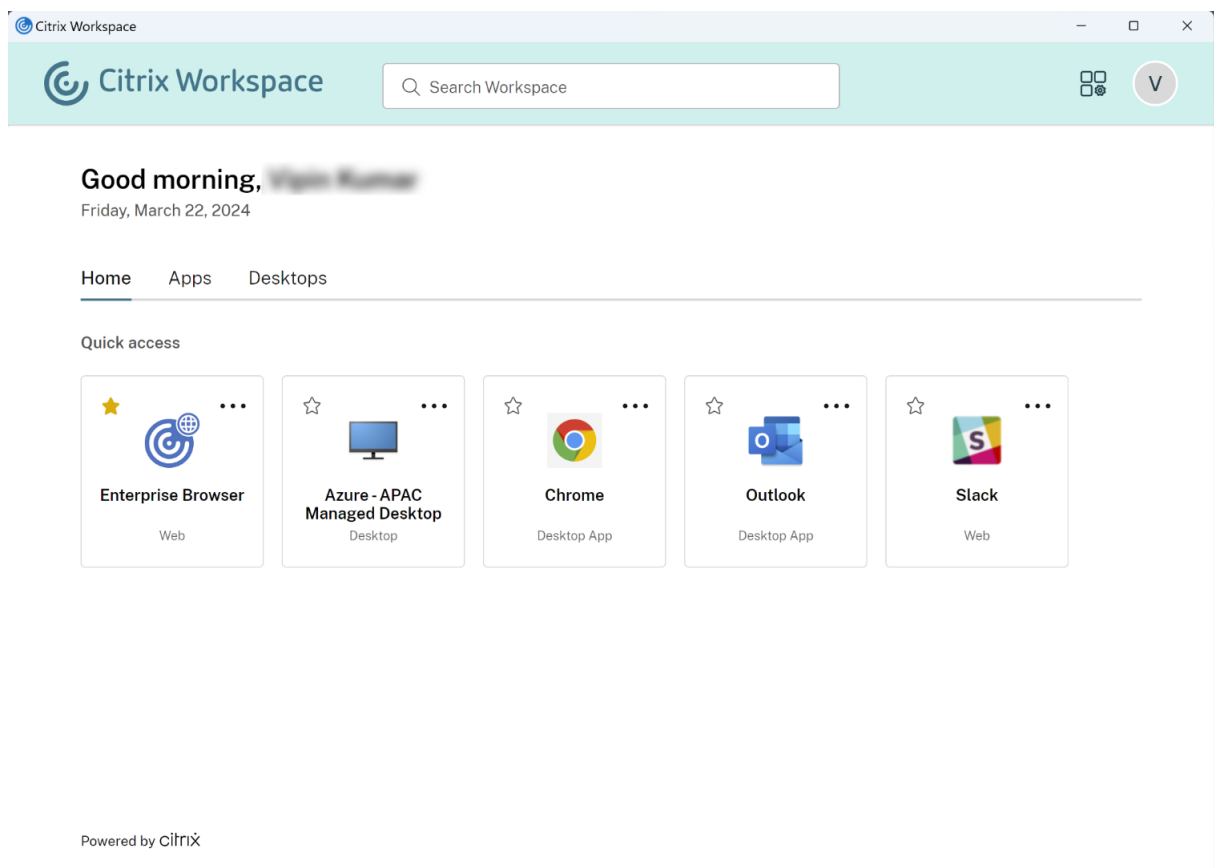 Citrix Workspace
Citrix Workspace
Search Workspace
V
Good morning,
Friday, March 22, 2024
Home Apps Desktops
Quick access
Enterprise Browser
Web
Azure - APAC
Managed Desktop
Desktop
Chrome
Desktop App
O
Outlook
Desktop App
S
Slack
Web
Powered by citrix